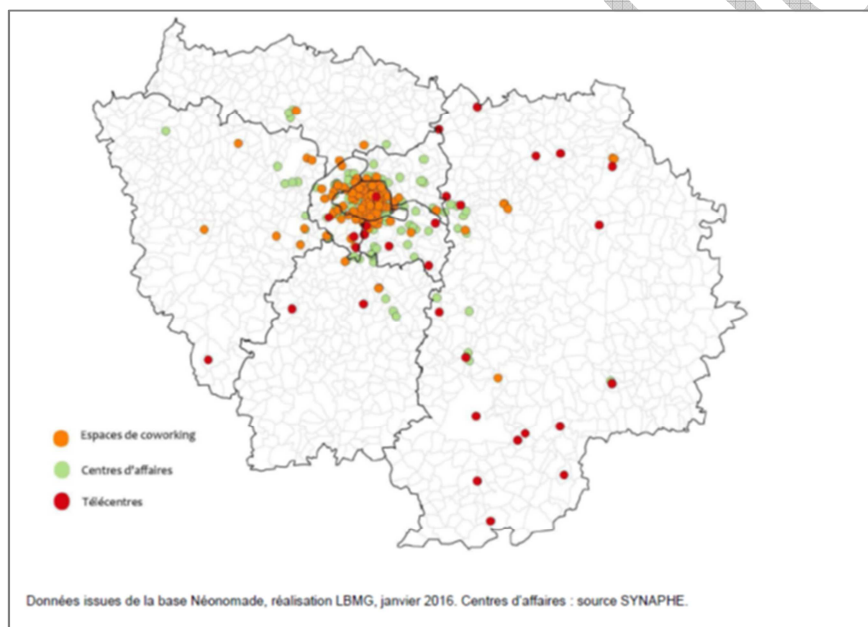 Espaces de coworking
Centres d'affaires
Télécentres
Données issues de la base Néonomade, réalisation LBMG, janvier 2016. Centres d'affaires : source SYNAPHE.